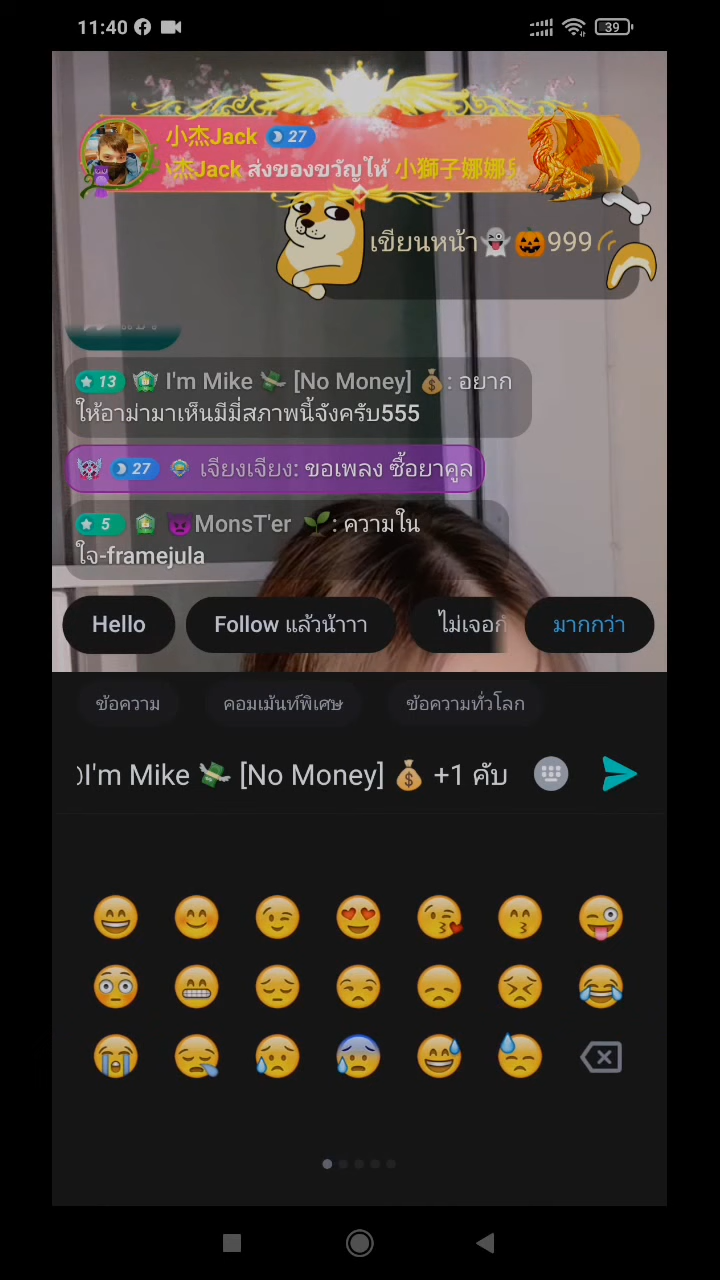 11:40
39
小杰Jack 27
杰Jack ส่งของขวัญให้ 小獅子娜娜
เขียนหน้า👻🎃999
13 I'm Mike 💸 [No Money] 💰: อยาก
ให้อาม่ามาเห็นมีมี่สภาพนี้จังครับ555
27 เจียงเจียง: ขอเพลง ซื้อยาคูล
5 😈MonsT'er 🌱: ความใน
ใจ-framejula
Hello
Follow แล้วน้าาา
ไม่เจอกั
มากกว่า
ข้อความ
คอมเม้นท์พิเศษ
ข้อความทั่วโลก
I'm Mike 💸 [No Money] 💰 +1 คับ